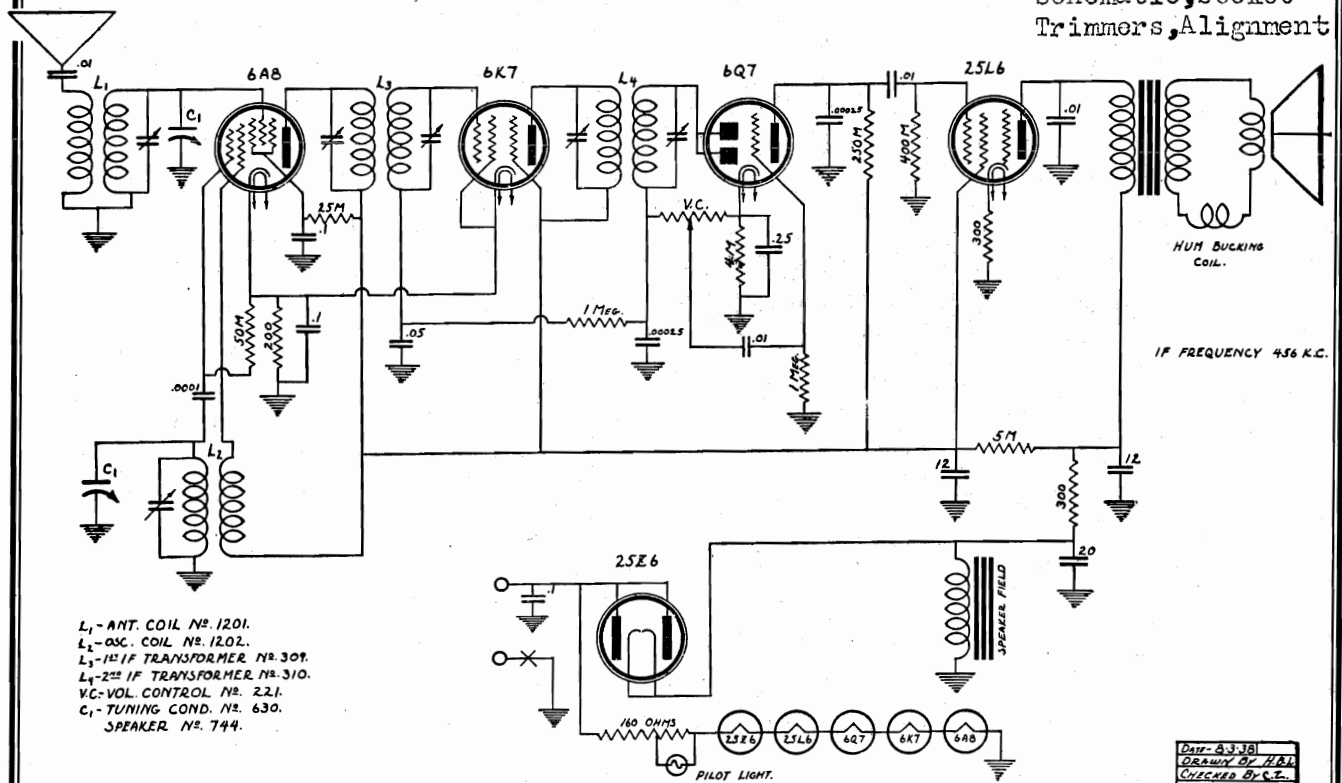 Schematic,Socket
Trimmers,Alignment
.01
L1
C1
6A8
L3
6K7
L4
6Q7
.01
25L6
.01
.00025
250M
400M
25M
.1
V.C.
.25
300
HUM BUCKING
COIL.
50M
200
.1
.05
1 MEG.
.00025
.01
1 MEG
IF FREQUENCY 456 K.C.
.0001
L2
C1
5M
12
12
300
20
25Z6
.1
SPEAKER FIELD
L1-ANT. COIL Nº. 1201.
L2-OSC. COIL Nº. 1202.
L3-1ST IF TRANSFORMER Nº. 309.
L4-2ND IF TRANSFORMER Nº. 310.
V.C.-VOL. CONTROL Nº. 221.
C1-TUNING COND. Nº. 630.
SPEAKER Nº. 744.
160 OHMS
25Z6
25L6
6Q7
6K7
6A8
PILOT LIGHT.
DATE-8-3-38
DRAWN BY H.B.L
CHECKED BY C.T.